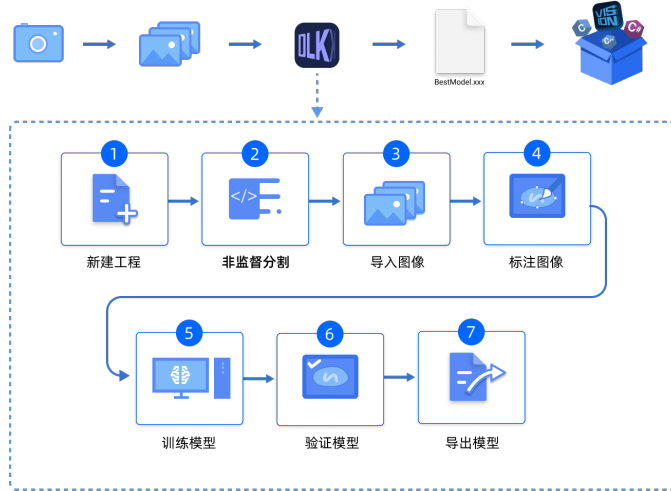 DLK
VISION
C
C#
C++
BestModel.xxx
1
2
3
4
</>
新建工程
非监督分割
导入图像
标注图像
5
6
7
训练模型
验证模型
导出模型